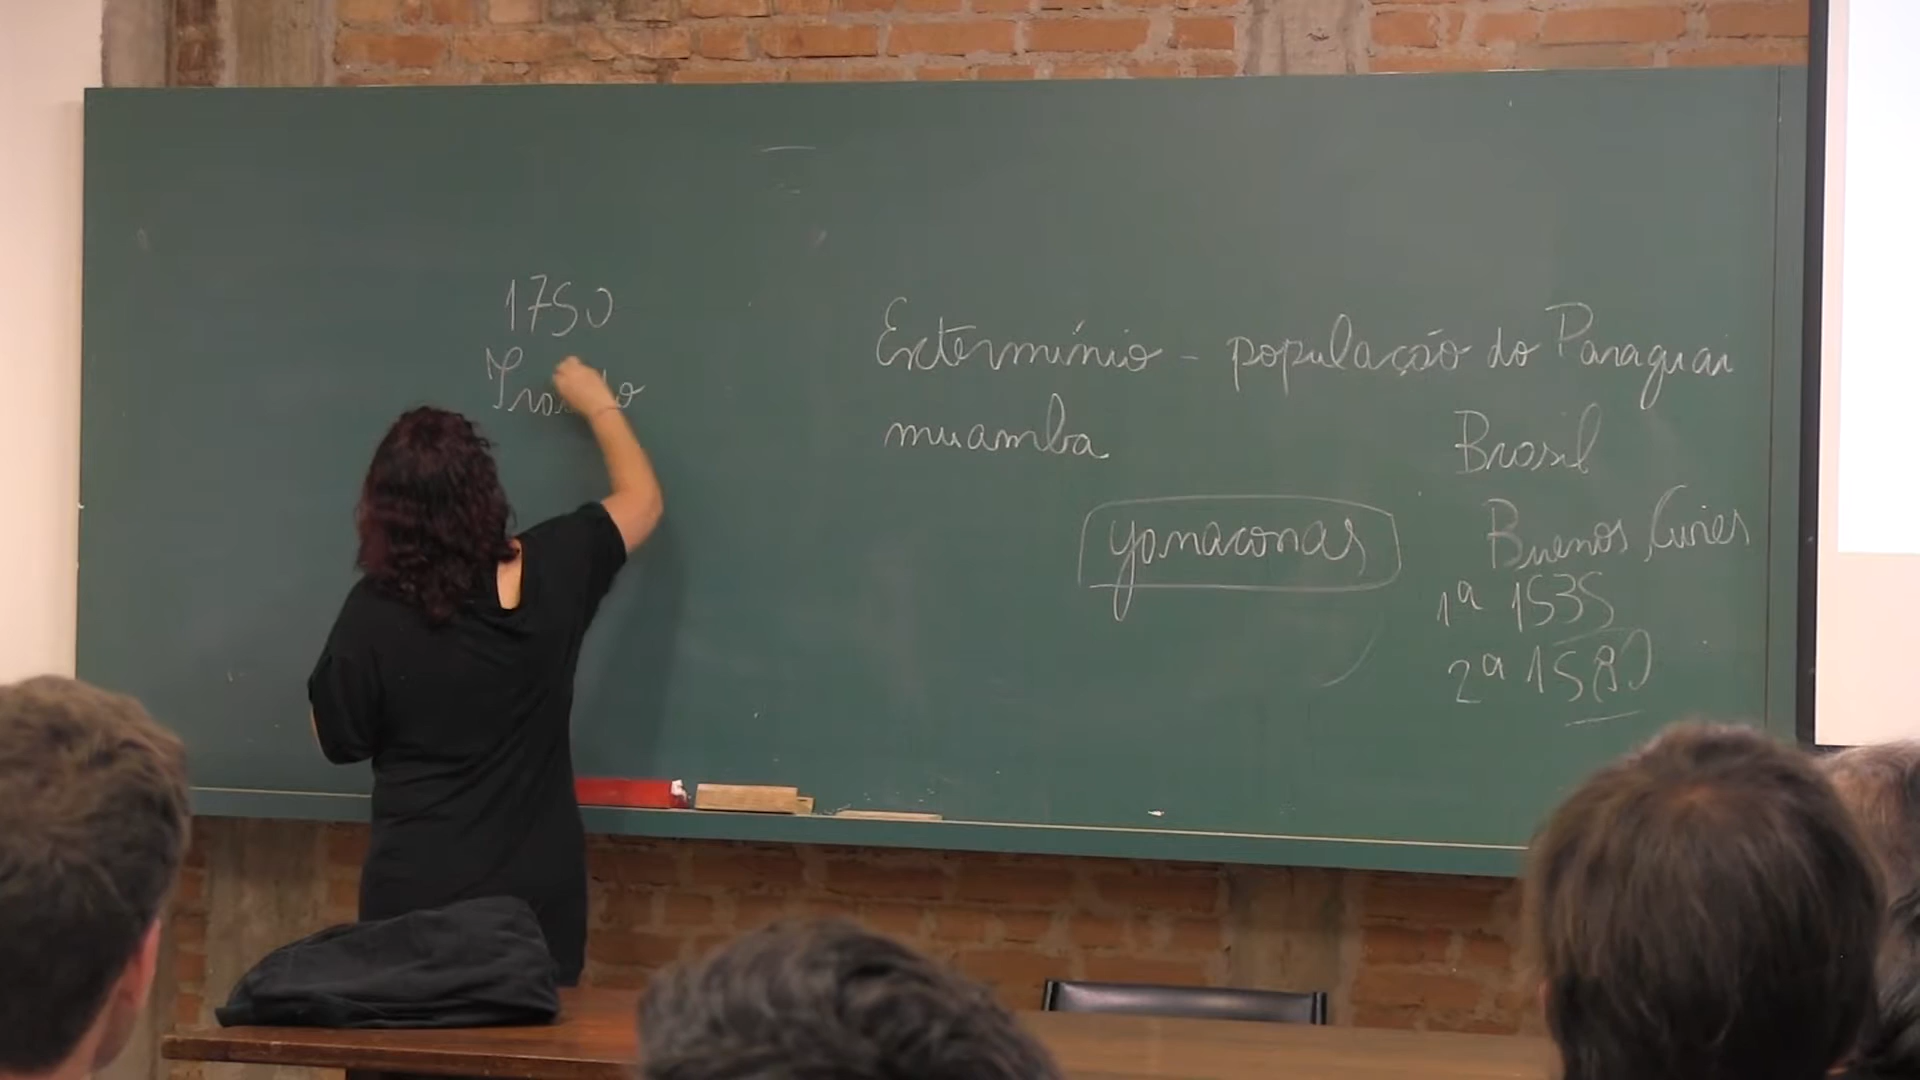 1750
Extermínio - população do Paraguai
muamba
Brasil
yanaconas
Buenos Aires
1ª 1535
2ª 1580